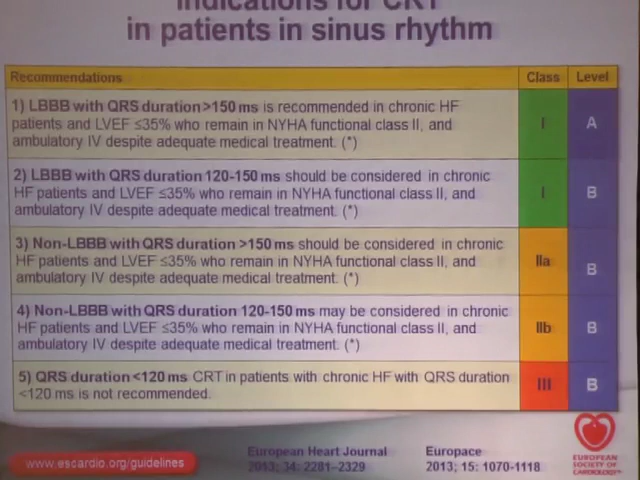 Indications for CRT
in patients in sinus rhythm
Recommendations Class Level
1) LBBB with QRS duration >150 ms is recommended in chronic HF
patients and LVEF ≤35% who remain in NYHA functional class II, and
ambulatory IV despite adequate medical treatment. (*)
I A
2) LBBB with QRS duration 120-150 ms should be considered in chronic
HF patients and LVEF ≤35% who remain in NYHA functional class II, and
ambulatory IV despite adequate medical treatment. (*)
I B
3) Non-LBBB with QRS duration >150 ms should be considered in chronic
HF patients and LVEF ≤35% who remain in NYHA functional class II, and
ambulatory IV despite adequate medical treatment. (*)
IIa B
4) Non-LBBB with QRS duration 120-150 ms may be considered in chronic
HF patients and LVEF ≤35% who remain in NYHA functional class II, and
ambulatory IV despite adequate medical treatment. (*)
IIb B
5) QRS duration <120 ms CRT in patients with chronic HF with QRS duration
<120 ms is not recommended.
III B
www.escardio.org/guidelines
European Heart Journal
2013; 34: 2281–2329
Europace
2013; 15: 1070-1118
EUROPEAN
SOCIETY OF
CARDIOLOGY